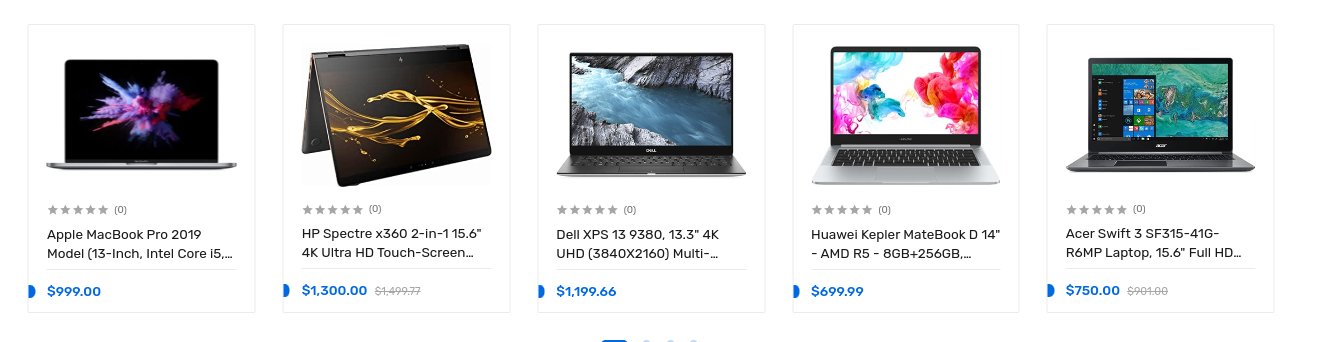 (0)
Apple MacBook Pro 2019
Model (13-Inch, Intel Core i5,...
$999.00
(0)
HP Spectre x360 2-in-1 15.6"
4K Ultra HD Touch-Screen...
$1,300.00 $1,499.77
DELL
(0)
Dell XPS 13 9380, 13.3" 4K
UHD (3840X2160) Multi-...
$1,199.66
(0)
Huawei Kepler MateBook D 14"
- AMD R5 - 8GB+256GB,...
$699.99
acer
(0)
Acer Swift 3 SF315-41G-
R6MP Laptop, 15.6" Full HD...
$750.00 $901.00